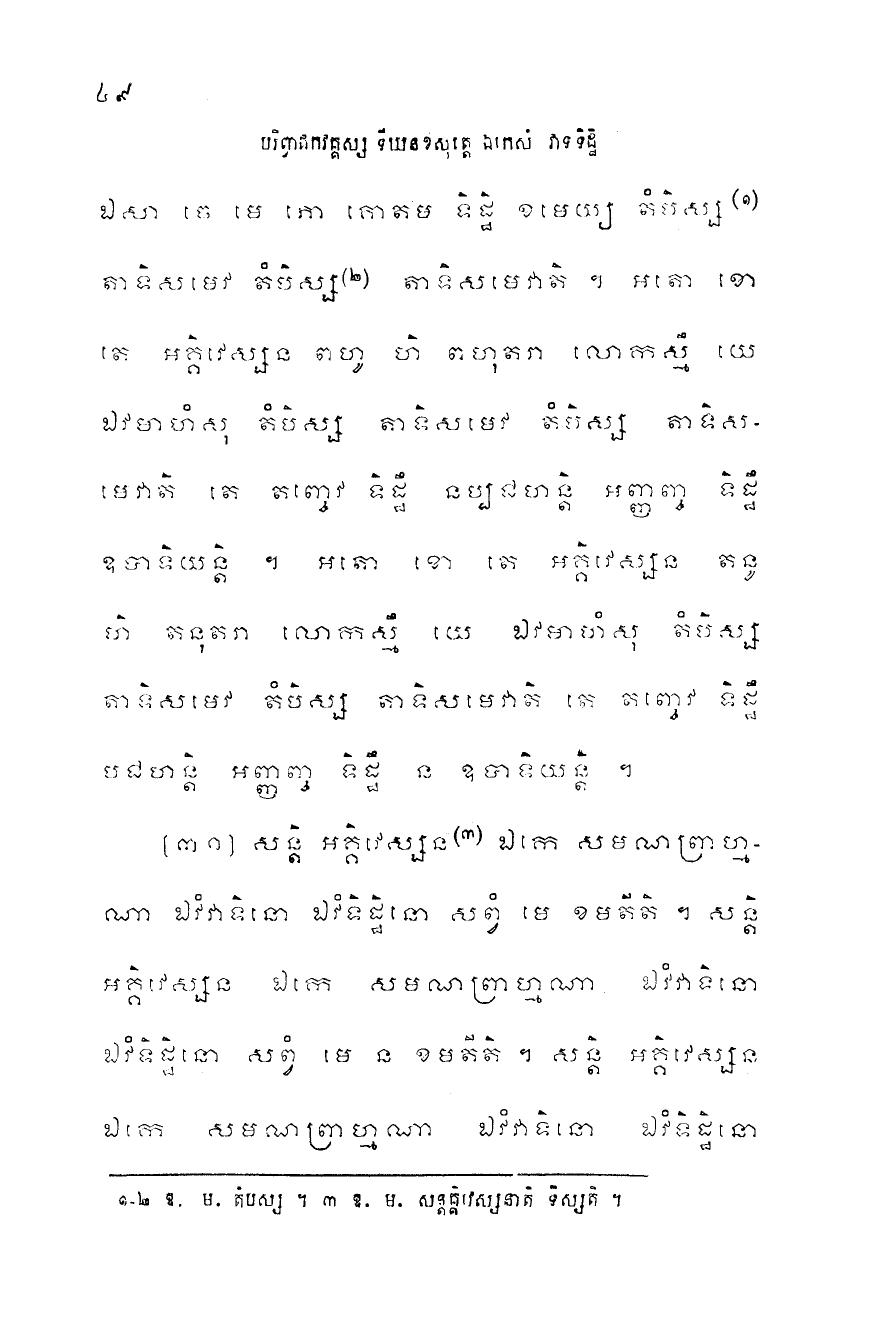 ៤៩
បរិព្វាជកវគ្គស្ស ទីឃនខសុត្តេ ឯកេសំ វាទទិដ្ឋិ
ឯសា ចេ មេ ភោ គោតម ទិដ្ឋិ ខមេយ្យ តំបិស្ស(១)
តាទិសមេវ តំបិស្ស(២) តាទិសមេវាតិ ។ អតោ ខោ
តេ អគ្គិវេស្សន ពហូ ហិ ពហុតរា លោកស្មឹ យេ
ឯវមាហំសុ តំបិស្ស តាទិសមេវ តំបិស្ស តាទិស-
មេវាតិ តេ តញ្ចេវ ទិដ្ឋឹ នប្បជហន្តិ អញ្ញញ្ច ទិដ្ឋឹ
ឧបាទិយន្តិ ។ អតោ ខោ តេ អគ្គិវេស្សន តនូ
ហិ តនុតរា លោកស្មឹ យេ ឯវមាហំសុ តំបិស្ស
តាទិសមេវ តំបិស្ស តាទិសមេវាតិ តេ តញ្ចេវ ទិដ្ឋឹ
បជហន្តិ អញ្ញញ្ច ទិដ្ឋឹ ន ឧបាទិយន្តិ ។
[៣០] សន្តិ អគ្គិវេស្សន(៣) ឯកេ សមណព្រាហ្ម-
ណា ឯវំវាទិនោ ឯវំទិដ្ឋិនោ សព្វំ មេ ខមតីតិ ។ សន្តិ
អគ្គិវេស្សន ឯកេ សមណព្រាហ្មណា ឯវំវាទិនោ
ឯវំទិដ្ឋិនោ សព្វំ មេ ន ខមតីតិ ។ សន្តិ អគ្គិវេស្សន
ឯកេ សមណព្រាហ្មណា ឯវំវាទិនោ ឯវំទិដ្ឋិនោ
១-២ ឱ. ម. តំបស្ស ។ ៣ ឱ. ម. សន្តគ្គិវេស្សនាតិ ទិស្សតិ ។